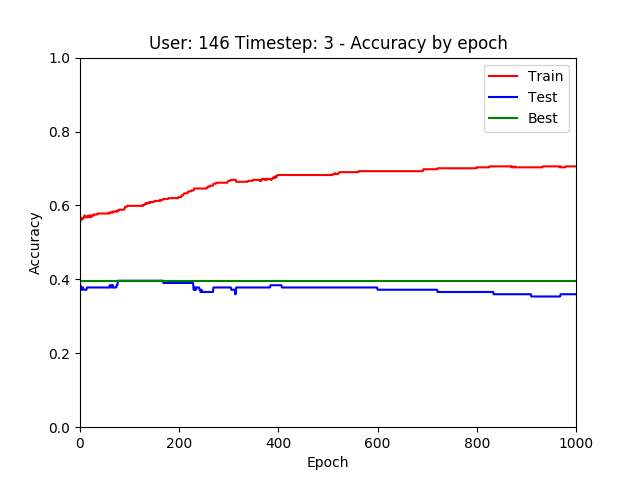 User: 146 Timestep: 3 - Accuracy by epoch
1.0
0.8
0.6
0.4
0.2
0.0
Accuracy
Train
Test
Best
0 200 400 600 800 1000
Epoch